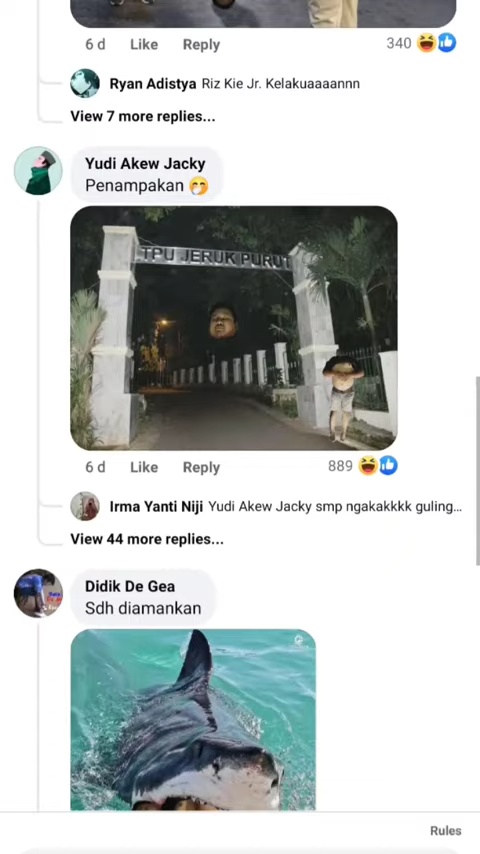 6 d Like Reply 340
Ryan Adistya Riz Kie Jr. Kelakuaaaannn
View 7 more replies...
Yudi Akew Jacky
Penampakan
TPU JERUK PURUT
6 d Like Reply 889
Irma Yanti Niji Yudi Akew Jacky smp ngakakkkk guling...
View 44 more replies...
Didik De Gea
Sdh diamankan
Rules